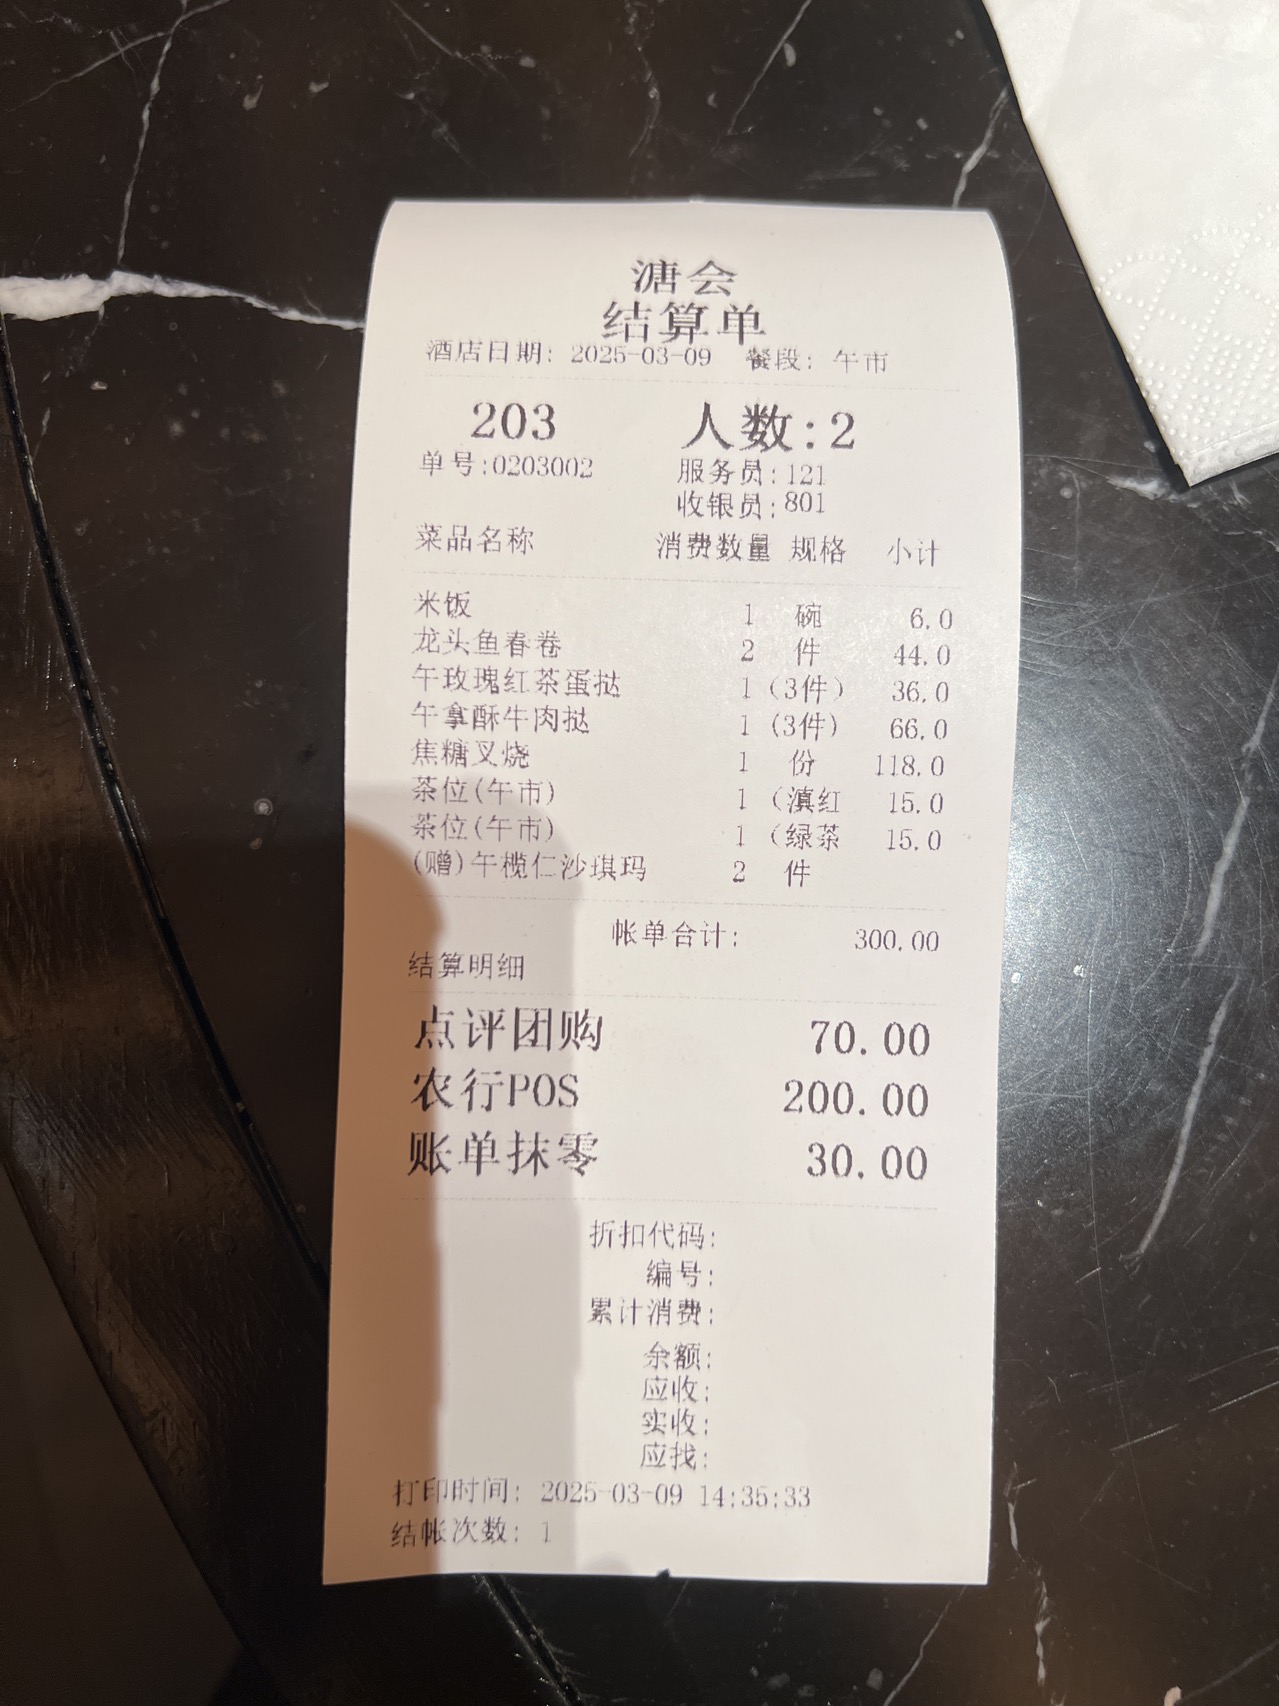 溏会
结算单
酒店日期: 2025-03-09 餐段: 午市
203 人数:2
单号:0203002 服务员:121
收银员:801
菜品名称 消费数量 规格 小计
米饭 1 碗 6.0
龙头鱼春卷 2 件 44.0
午玫瑰红茶蛋挞 1 (3件) 36.0
午拿酥牛肉挞 1 (3件) 66.0
焦糖叉烧 1 份 118.0
茶位(午市) 1 (滇红 15.0
茶位(午市) 1 (绿茶 15.0
(赠)午榄仁沙琪玛 2 件
帐单合计: 300.00
结算明细
点评团购 70.00
农行POS 200.00
账单抹零 30.00
折扣代码:
编号:
累计消费:
余额:
应收:
实收:
应找:
打印时间: 2025-03-09 14:35:33
结帐次数: 1